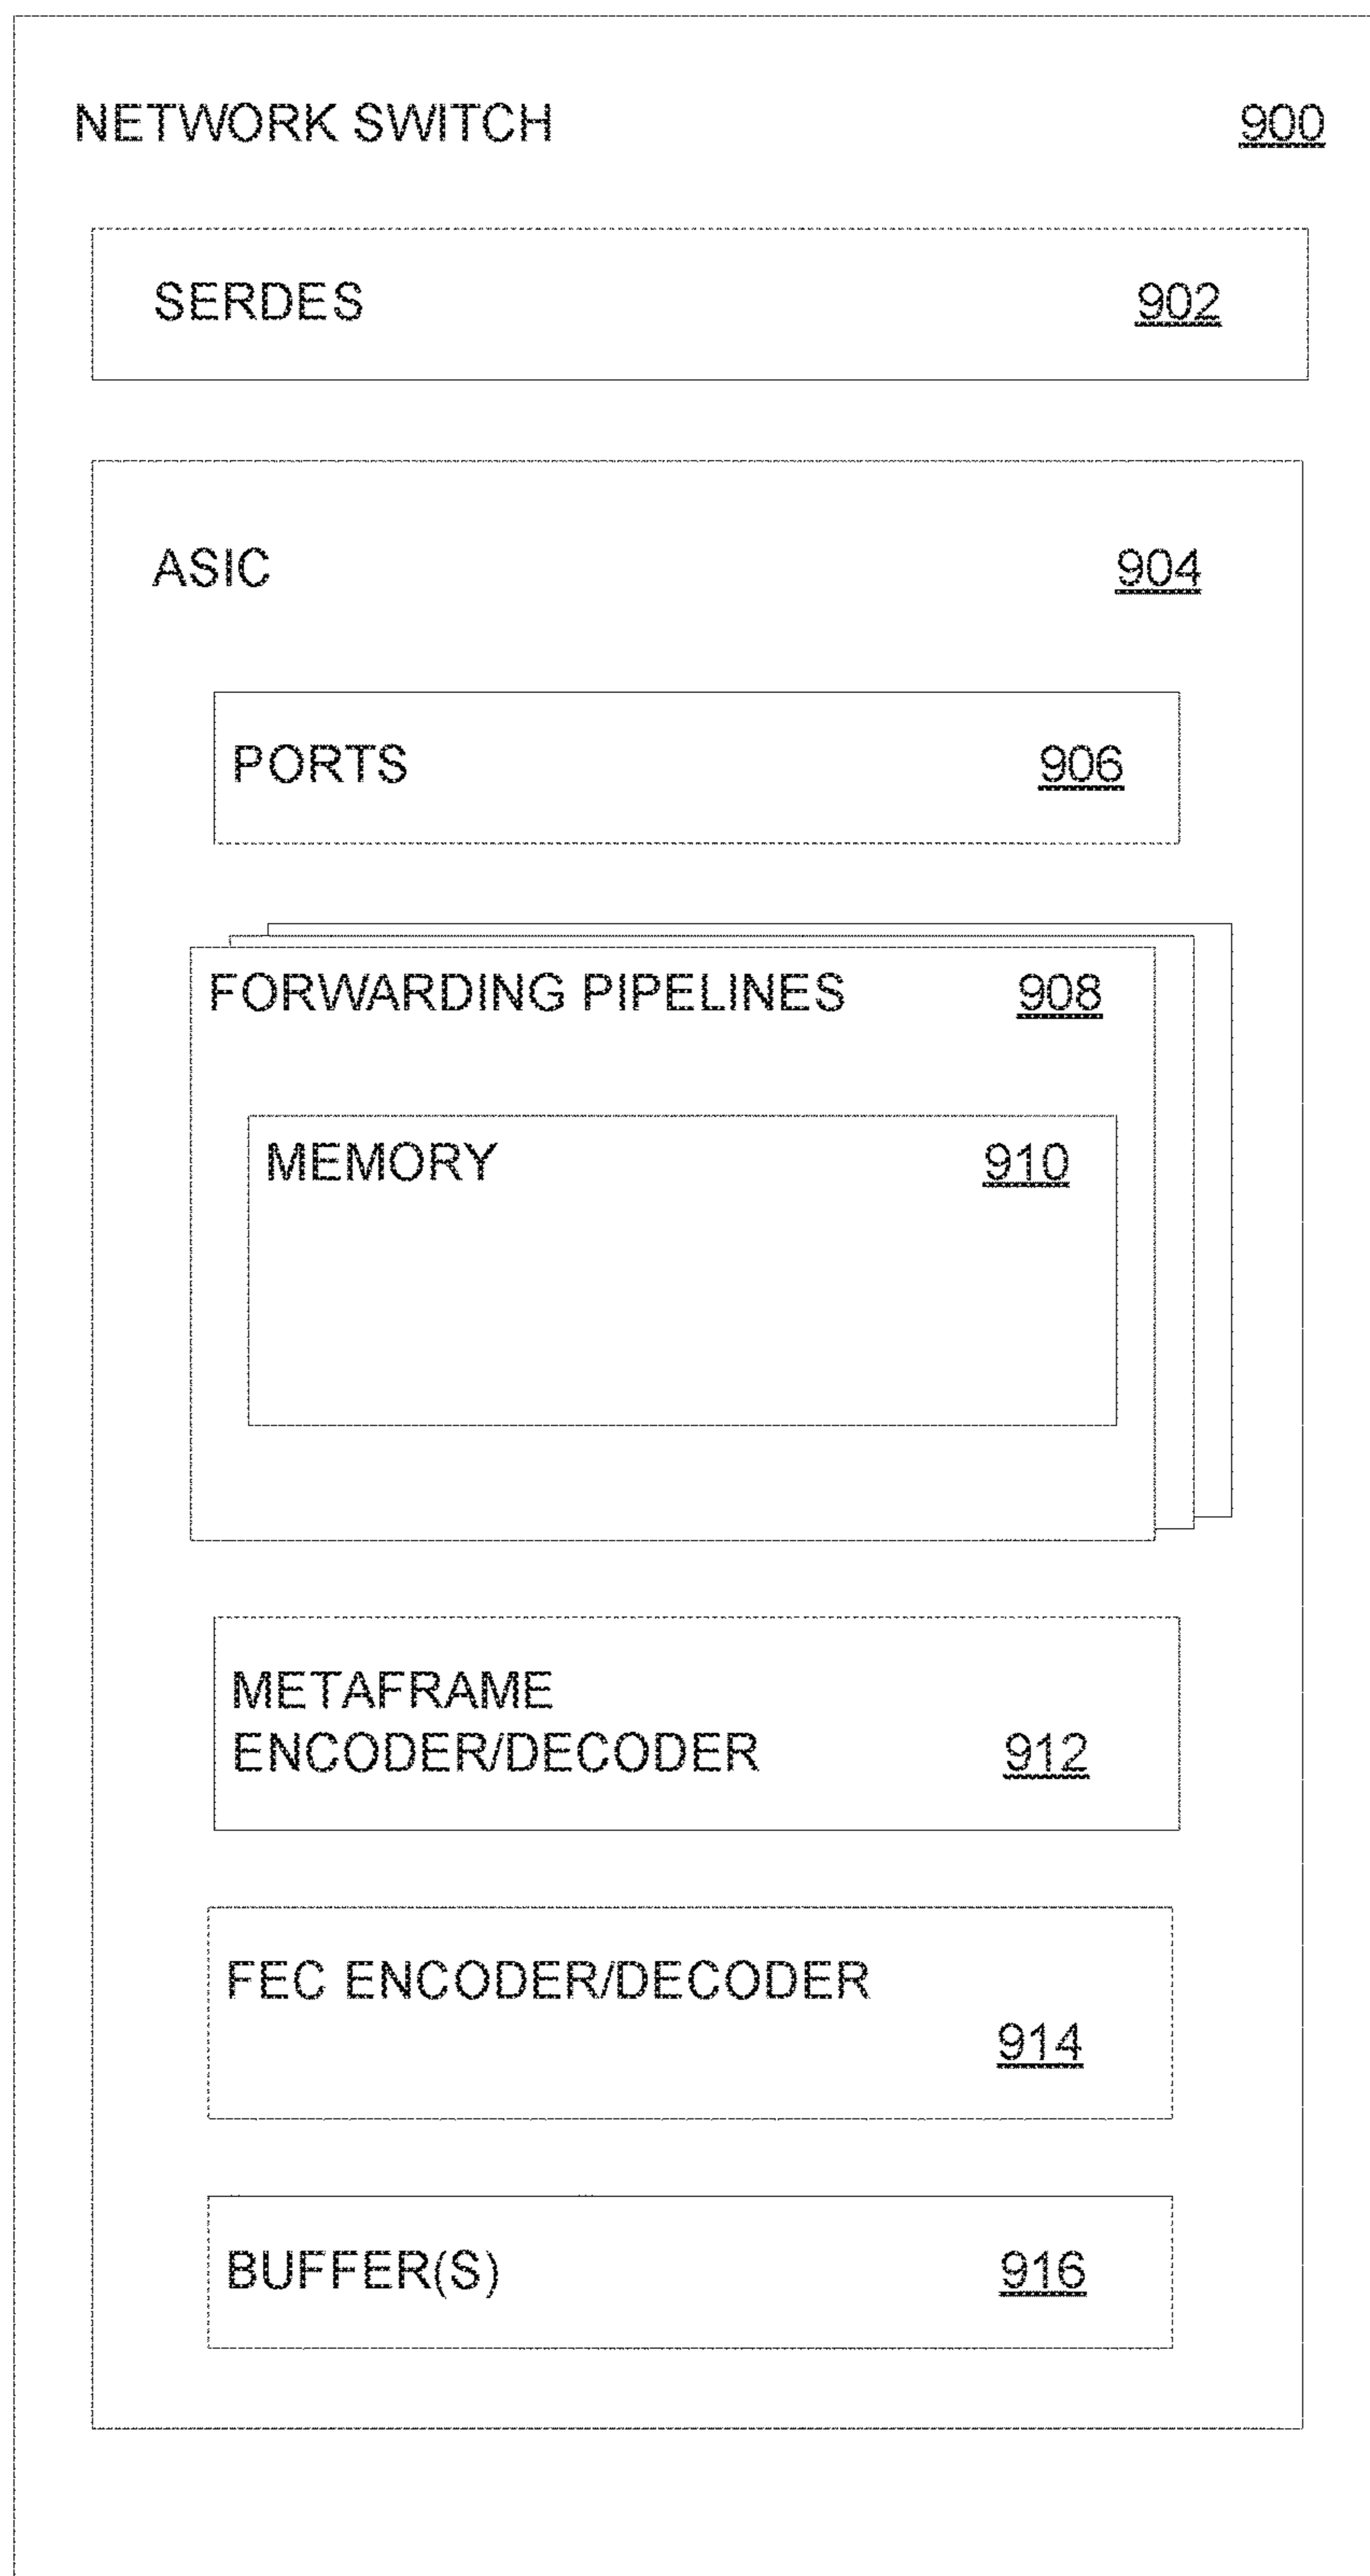 NETWORK SWITCH 900
SERDES 902
ASIC 904
PORTS 906
FORWARDING PIPELINES 908
MEMORY 910
METAFRAME
ENCODER/DECODER 912
FEC ENCODER/DECODER
914
BUFFER(S) 916